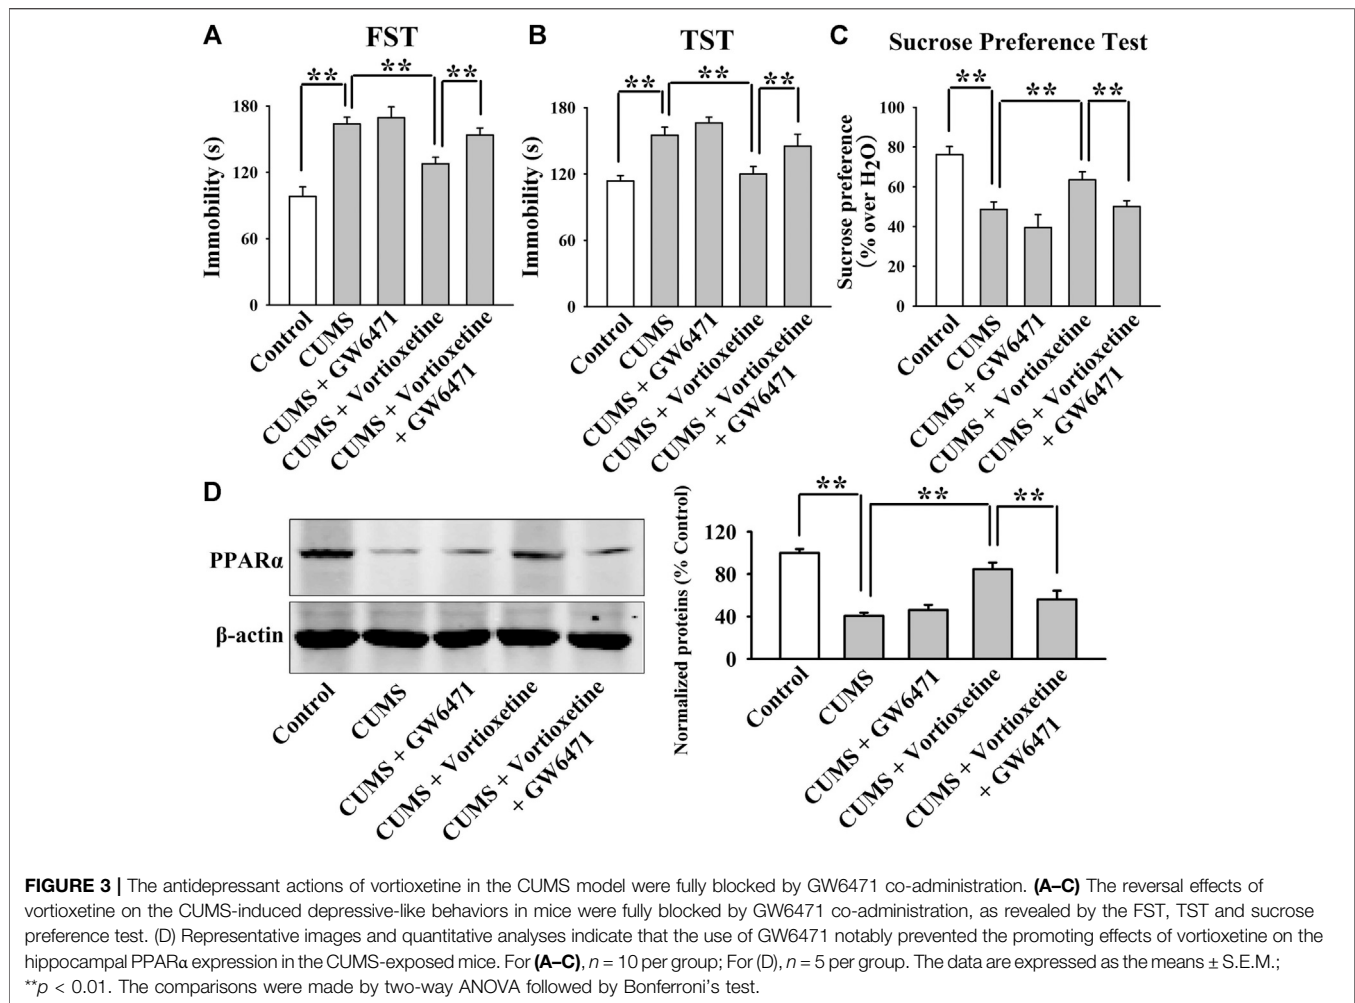 A
FST
** ** **
Immobility (s)
180
120
60
0
Control
CUMS
CUMS + GW6471
CUMS + Vortioxetine
CUMS + Vortioxetine
+ GW6471
B
TST
** ** **
Immobility (s)
180
120
60
0
Control
CUMS
CUMS + GW6471
CUMS + Vortioxetine
CUMS + Vortioxetine
+ GW6471
C
Sucrose Preference Test
** ** **
Sucrose preference
(% over H2O)
100
80
60
40
20
0
Control
CUMS
CUMS + GW6471
CUMS + Vortioxetine
CUMS + Vortioxetine
+ GW6471
D
PPARα
β-actin
Control
CUMS
CUMS + GW6471
CUMS + Vortioxetine
CUMS + Vortioxetine
+ GW6471
** ** **
Normalized proteins (% Control)
120
80
40
0
Control
CUMS
CUMS + GW6471
CUMS + Vortioxetine
CUMS + Vortioxetine
+ GW6471
FIGURE 3 | The antidepressant actions of vortioxetine in the CUMS model were fully blocked by GW6471 co-administration. (A–C) The reversal effects of
vortioxetine on the CUMS-induced depressive-like behaviors in mice were fully blocked by GW6471 co-administration, as revealed by the FST, TST and sucrose
preference test. (D) Representative images and quantitative analyses indicate that the use of GW6471 notably prevented the promoting effects of vortioxetine on the
hippocampal PPARα expression in the CUMS-exposed mice. For (A–C), n = 10 per group; For (D), n = 5 per group. The data are expressed as the means ± S.E.M.;
**p < 0.01. The comparisons were made by two-way ANOVA followed by Bonferroni's test.